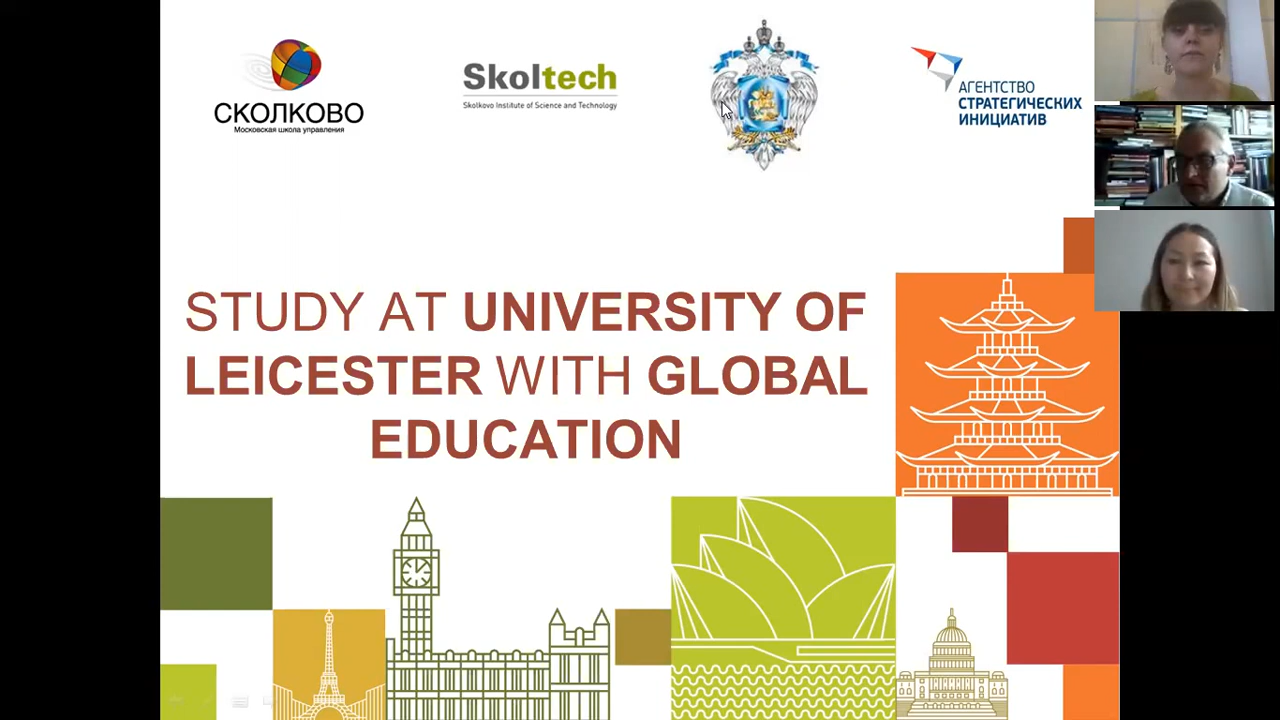 СКОЛКОВО
Московская школа управления
Skoltech
Skolkovo Institute of Science and Technology
АГЕНТСТВО
СТРАТЕГИЧЕСКИХ
ИНИЦИАТИВ
STUDY AT UNIVERSITY OF
LEICESTER WITH GLOBAL
EDUCATION